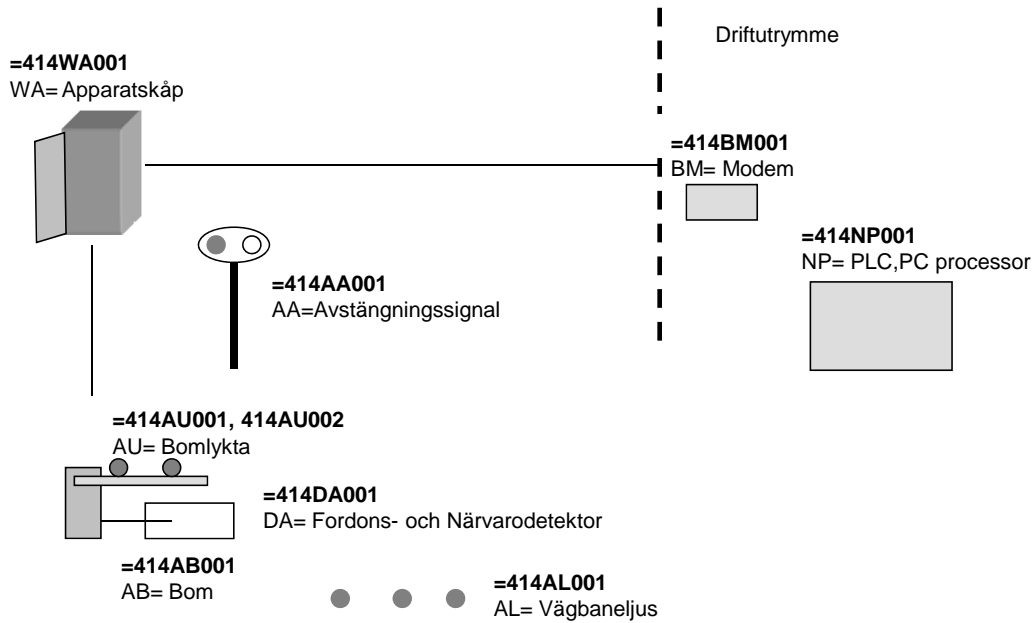 Driftutrymme
=414WA001
WA= Apparatskåp
=414BM001
BM= Modem
=414NP001
NP= PLC,PC processor
=414AA001
AA=Avstängningssignal
=414AU001, 414AU002
AU= Bomlykta
=414DA001
DA= Fordons- och Närvarodetektor
=414AB001
AB= Bom
=414AL001
AL= Vägbaneljus